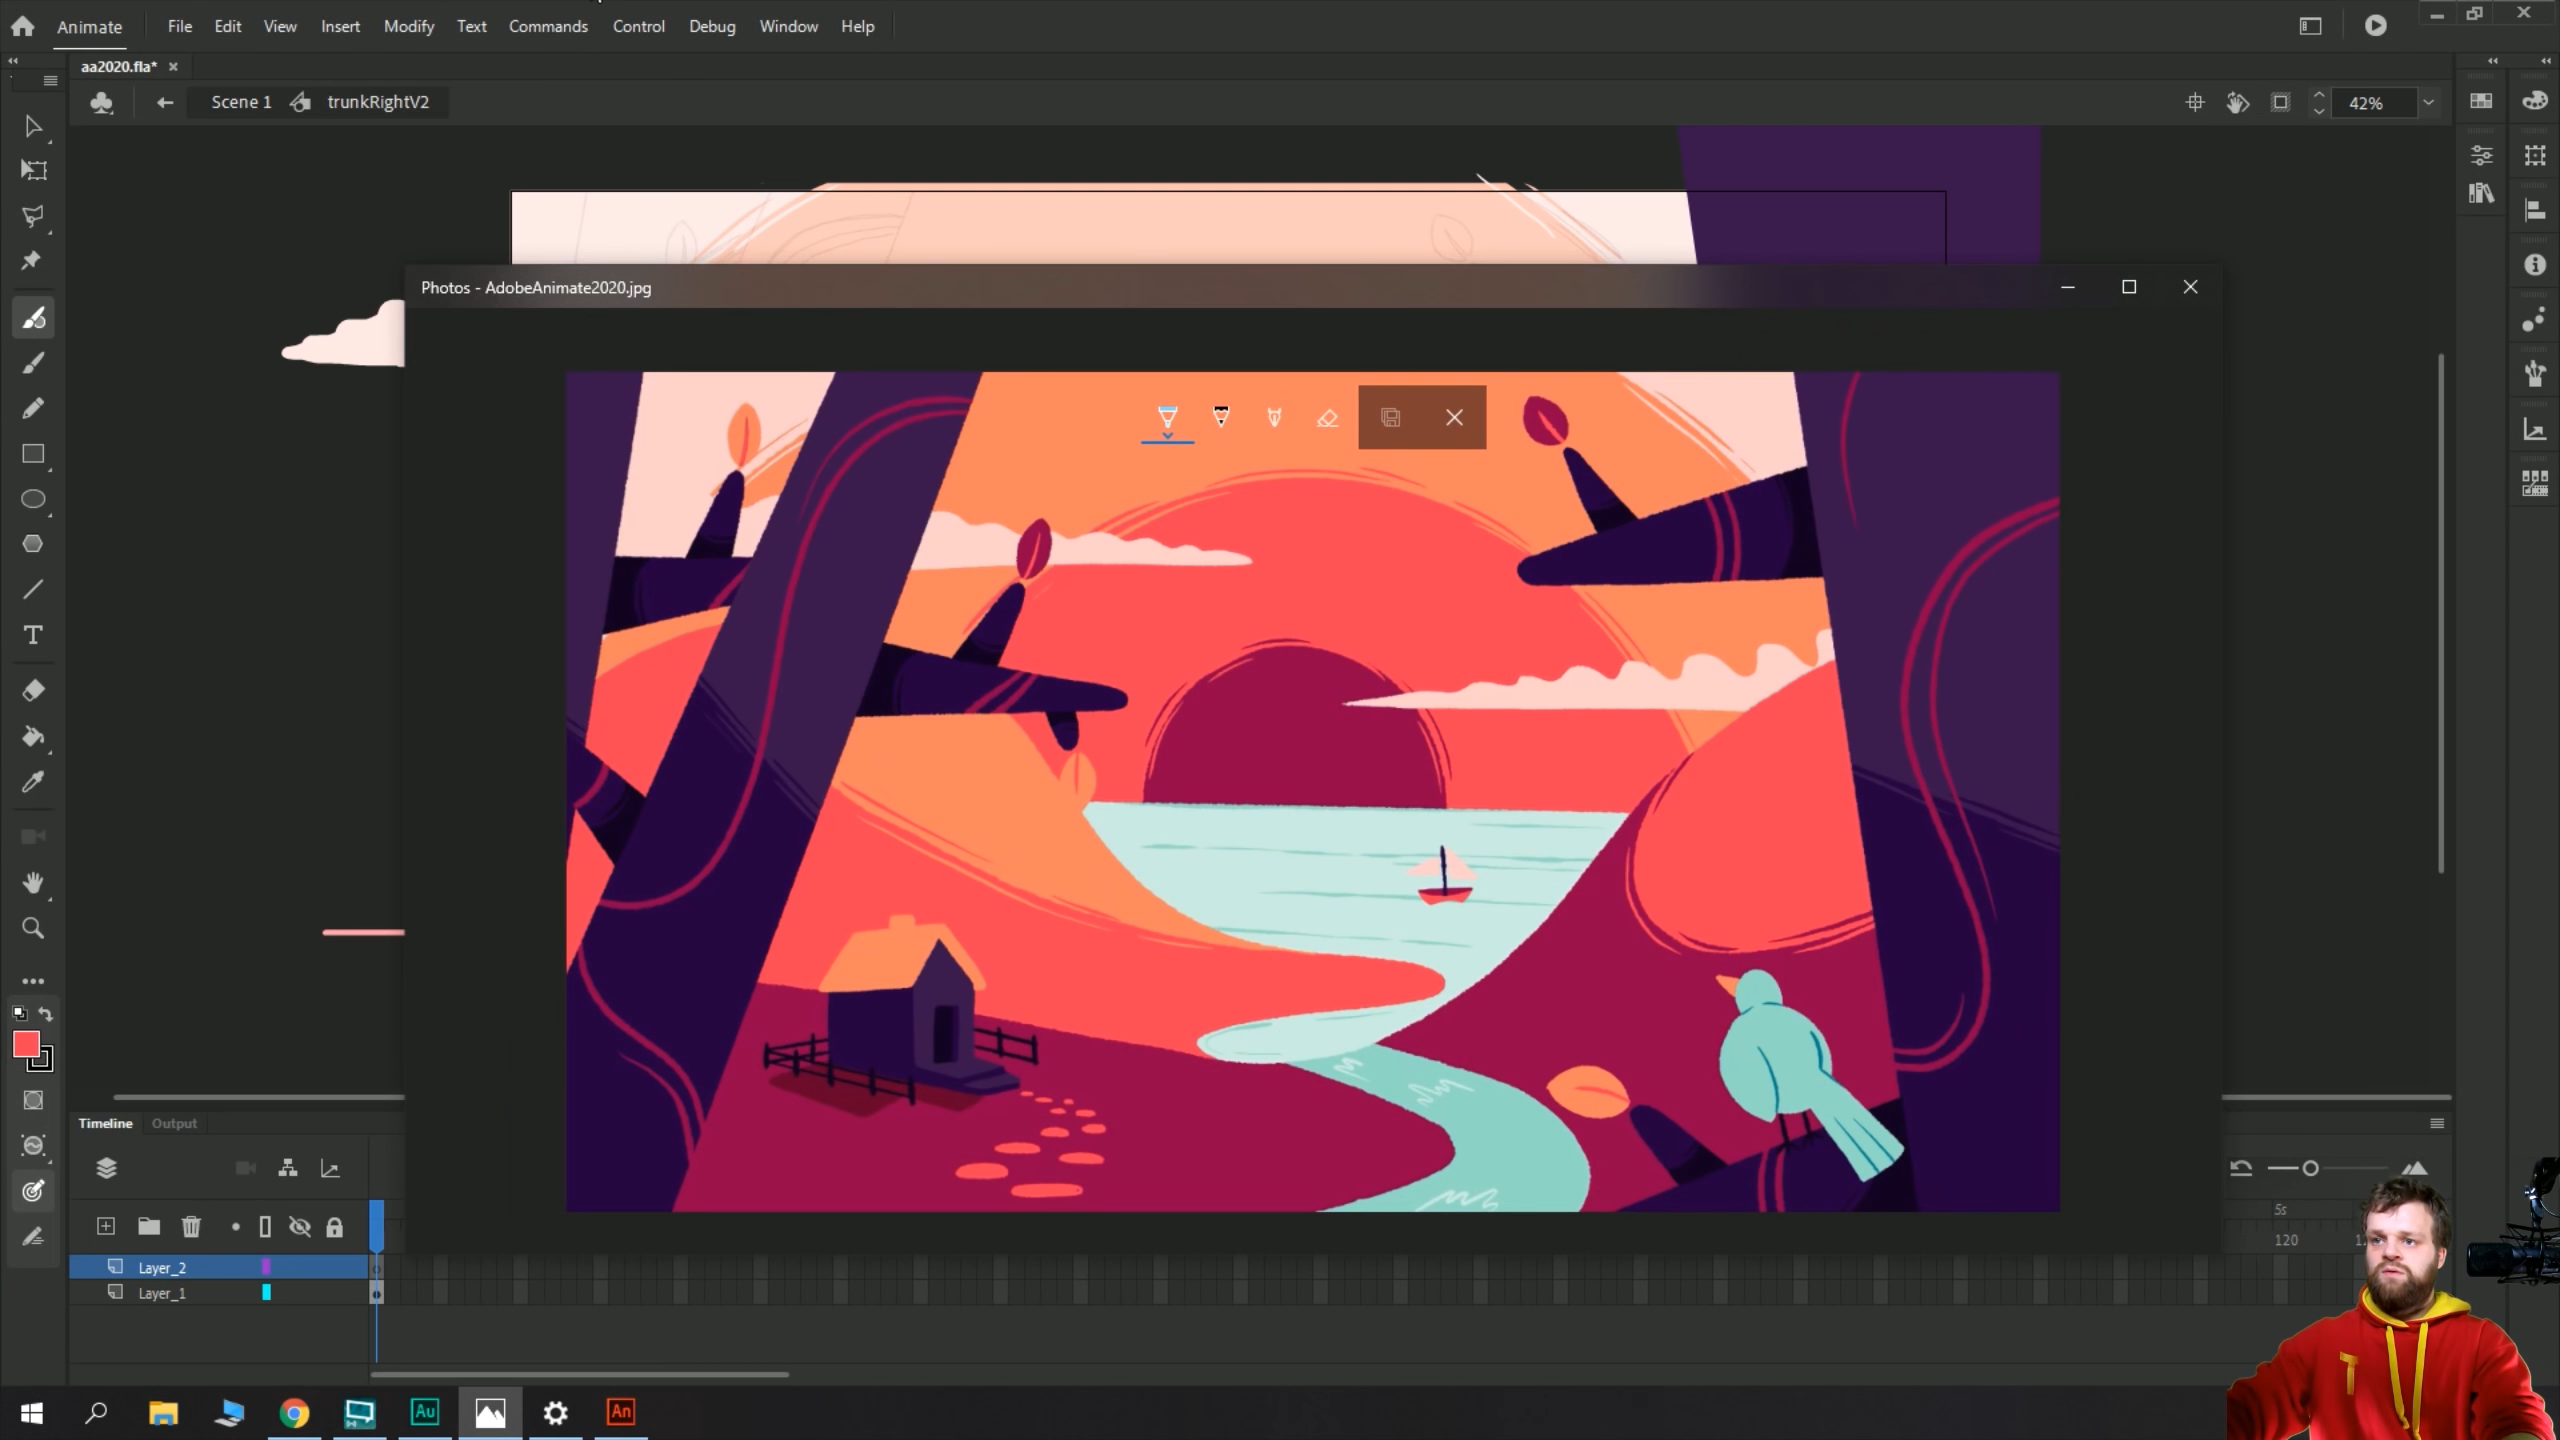 Animate File Edit View Insert Modify Text Commands Control Debug Window Help
aa2020.fla*
Scene 1 trunkRightV2 42%
Photos - AdobeAnimate2020.jpg
T
Timeline Output
5s
120
Layer_2
Layer_1
Au An